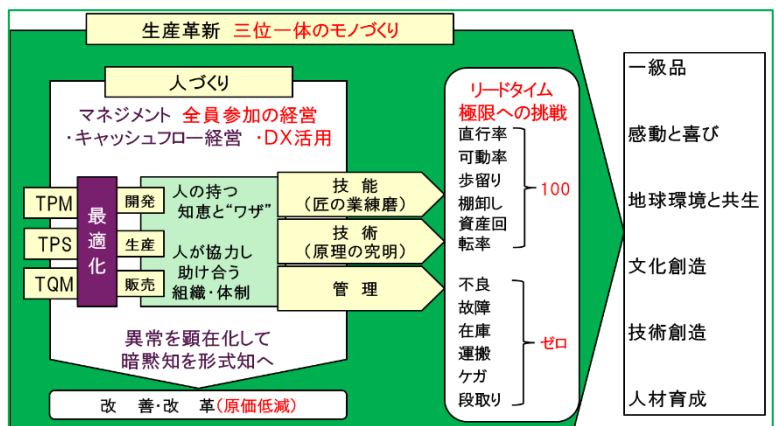 生産革新 三位一体のモノづくり
人づくり
マネジメント 全員参加の経営
・キャッシュフロー経営 ・DX活用
TPM
TPS
TQM
最適化
開発
生産
販売
人の持つ
知恵と“ワザ”
人が協力し
助け合う
組織・体制
技 能
(匠の業練磨)
技 術
(原理の究明)
管 理
異常を顕在化して
暗黙知を形式知へ
改 善・改 革(原価低減)
リードタイム
極限への挑戦
直行率
可動率
歩留り
棚卸し
資産回
転率
100
不良
故障
在庫
運搬
ケガ
段取り
ゼロ
一級品
感動と喜び
地球環境と共生
文化創造
技術創造
人材育成